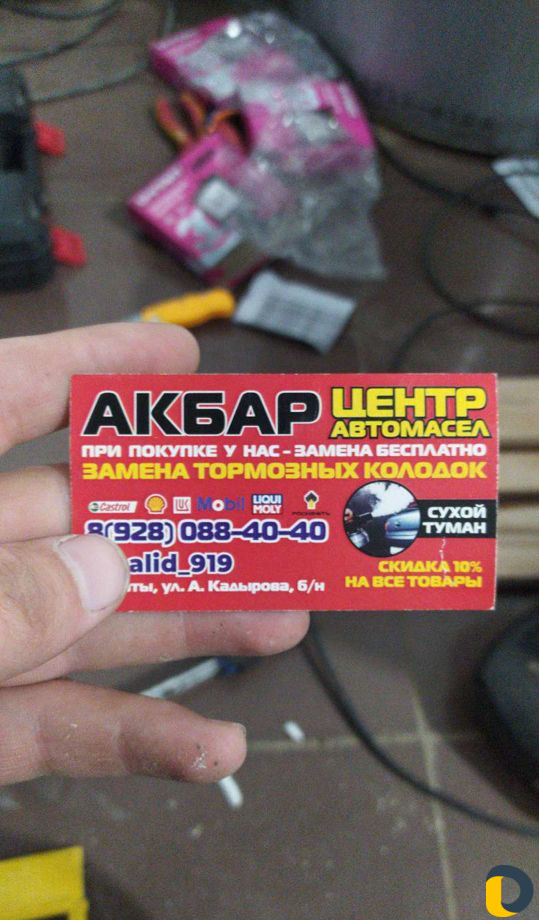 АКБАР ЦЕНТР АВТОМАСЕЛ
ПРИ ПОКУПКЕ У НАС - ЗАМЕНА БЕСПЛАТНО
ЗАМЕНА ТОРМОЗНЫХ КОЛОДОК
Castrol Mobil LIQUI MOLY РОСНЕФТЬ
8(928) 088-40-40
alid_919
ул. А. Кадырова, б/н
СУХОЙ ТУМАН
СКИДКА 10%
НА ВСЕ ТОВАРЫ